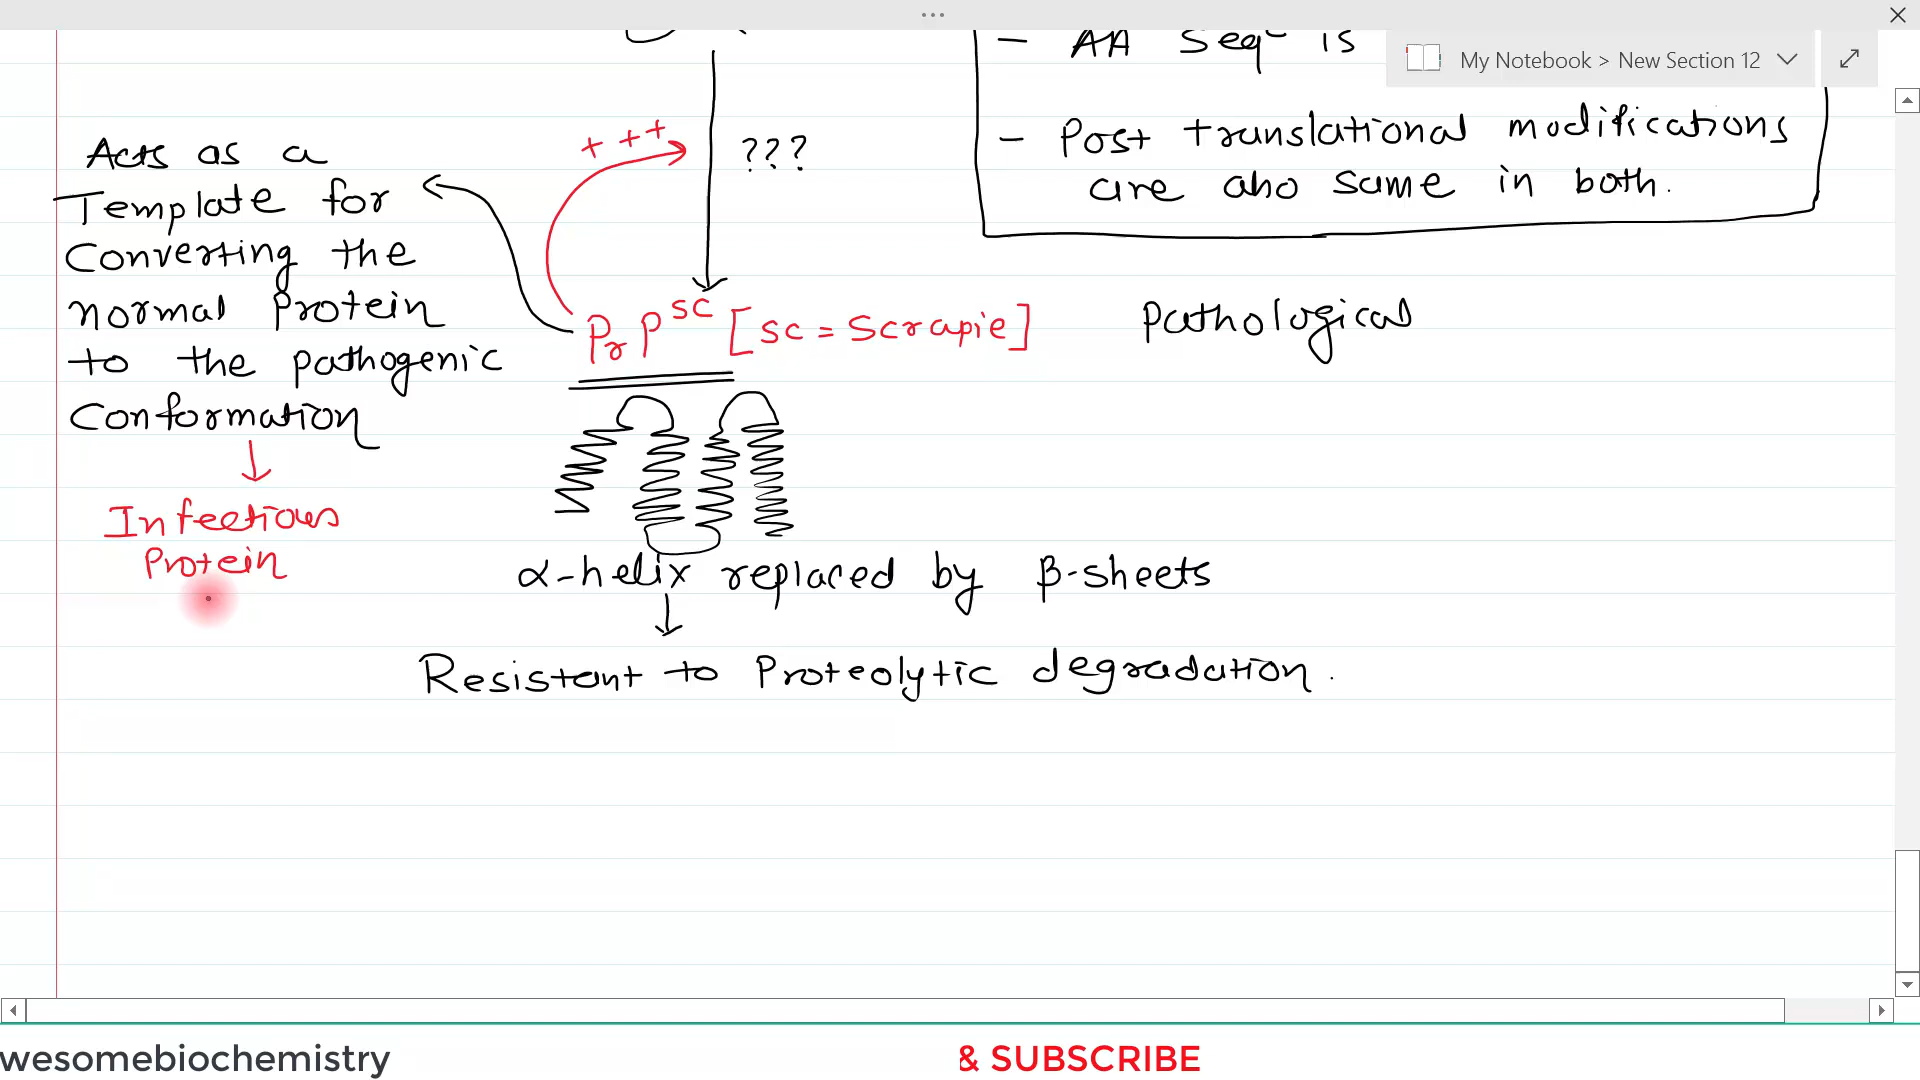 - AA Seqᶜ is
My Notebook > New Section 12
- Post translational modifications
are also same in both.
+ + +
???
Acts as a
Template for
Converting the
normal Protein
to the pathogenic
Conformation
↓
Infectious
Protein
PrP^SC [SC = Scrapie]
Pathological
α-helix replaced by β-sheets
↓
Resistant to Proteolytic degradation.
wesomebiochemistry
& SUBSCRIBE